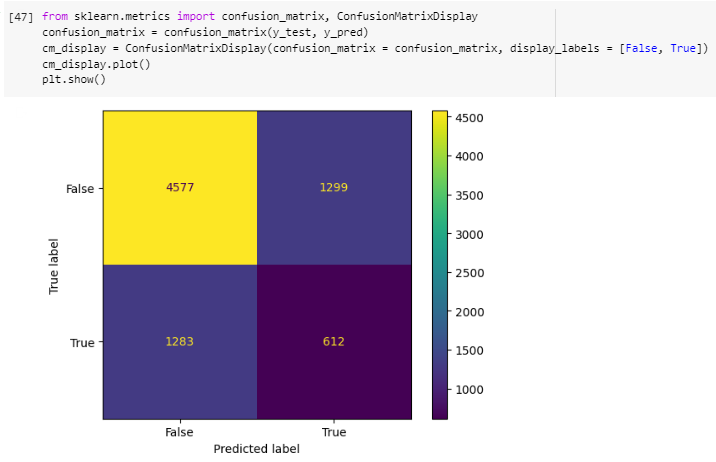 [47] from sklearn.metrics import confusion_matrix, ConfusionMatrixDisplay
confusion_matrix = confusion_matrix(y_test, y_pred)
cm_display = ConfusionMatrixDisplay(confusion_matrix = confusion_matrix, display_labels = [False, True])
cm_display.plot()
plt.show()
4500
4000
3500
3000
2500
2000
1500
1000
True label
False
4577
1299
True
1283
612
False
True
Predicted label